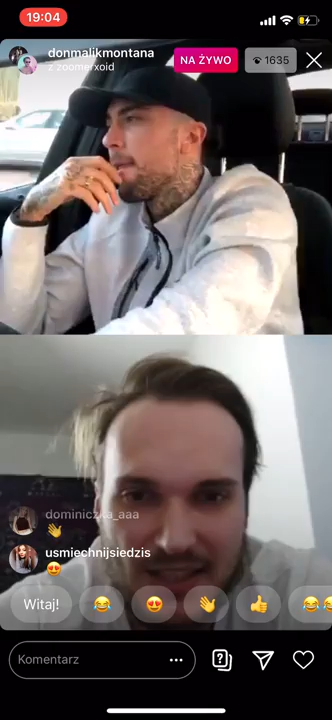 19:04
donmalikmontana
z zoomerxoid
NA ŻYWO
1635
dominiczka_aaa
👋
usmiechnijsiedzis
😍
Witaj!
Komentarz